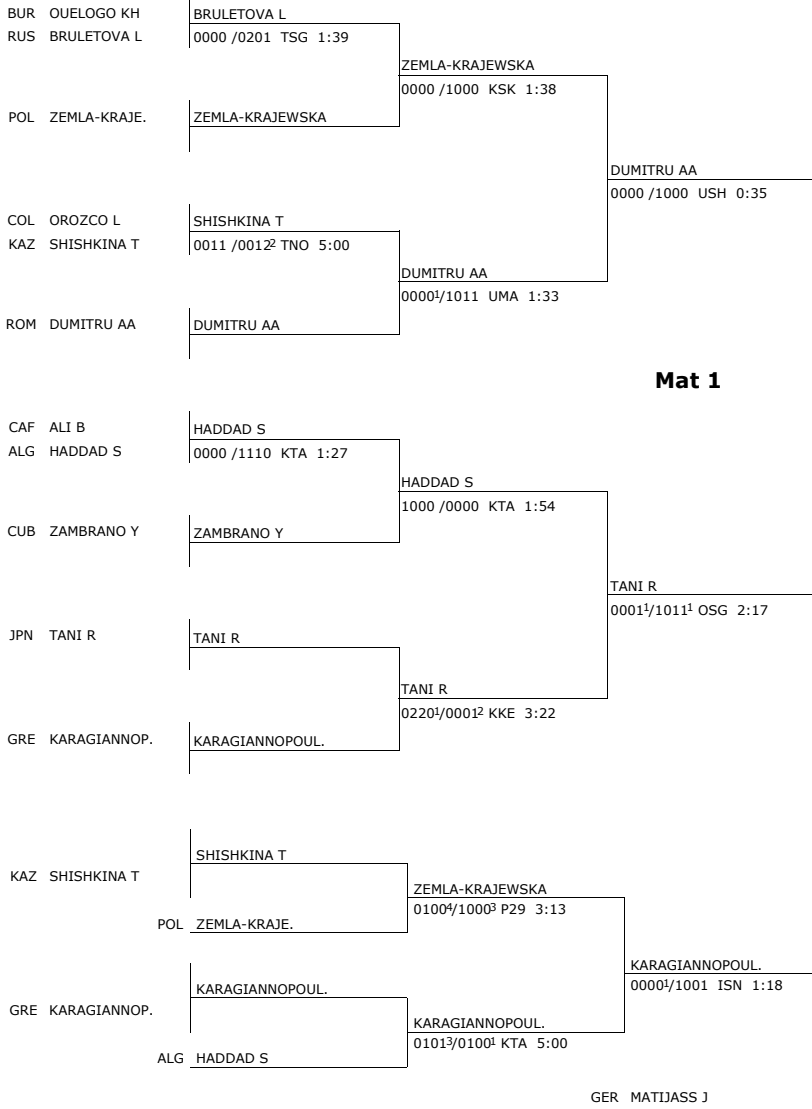 BUR OUELOGO KH BRULETOVA L
RUS BRULETOVA L 0000 /0201 TSG 1:39
ZEMLA-KRAJEWSKA
0000 /1000 KSK 1:38
POL ZEMLA-KRAJE. ZEMLA-KRAJEWSKA
DUMITRU AA
0000 /1000 USH 0:35
COL OROZCO L SHISHKINA T
KAZ SHISHKINA T 0011 /0012² TNO 5:00
DUMITRU AA
0000¹/1011 UMA 1:33
ROM DUMITRU AA DUMITRU AA
Mat 1
CAF ALI B HADDAD S
ALG HADDAD S 0000 /1110 KTA 1:27
HADDAD S
1000 /0000 KTA 1:54
CUB ZAMBRANO Y ZAMBRANO Y
TANI R
0001¹/1011¹ OSG 2:17
JPN TANI R TANI R
TANI R
0220¹/0001² KKE 3:22
GRE KARAGIANNOP. KARAGIANNOPOUL.
SHISHKINA T
KAZ SHISHKINA T
ZEMLA-KRAJEWSKA
0100⁴/1000³ P29 3:13
POL ZEMLA-KRAJE.
KARAGIANNOPOUL.
0000¹/1001 ISN 1:18
KARAGIANNOPOUL.
GRE KARAGIANNOP.
KARAGIANNOPOUL.
0101³/0100¹ KTA 5:00
ALG HADDAD S
GER MATIJASS J